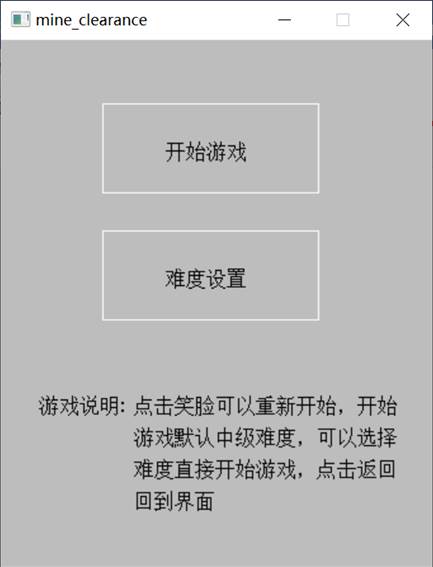 mine_clearance
开始游戏
难度设置
游戏说明: 点击笑脸可以重新开始，开始
游戏默认中级难度，可以选择
难度直接开始游戏，点击返回
回到界面